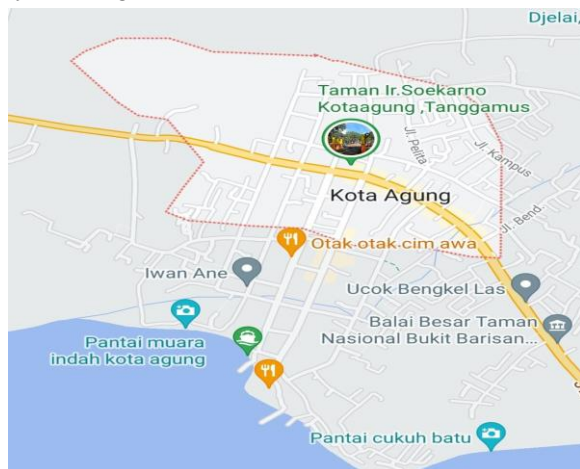 Djelai,
Taman Ir.Soekarno
Kotaagung ,Tanggamus
Jl. Pelita
Jl. Kampus
Kota Agung
Jl. Bend.
Otak otak cim awa
Iwan Ane
Ucok Bengkel Las
Balai Besar Taman
Nasional Bukit Barisan...
Pantai muara
indah kota agung
Pantai cukuh batu